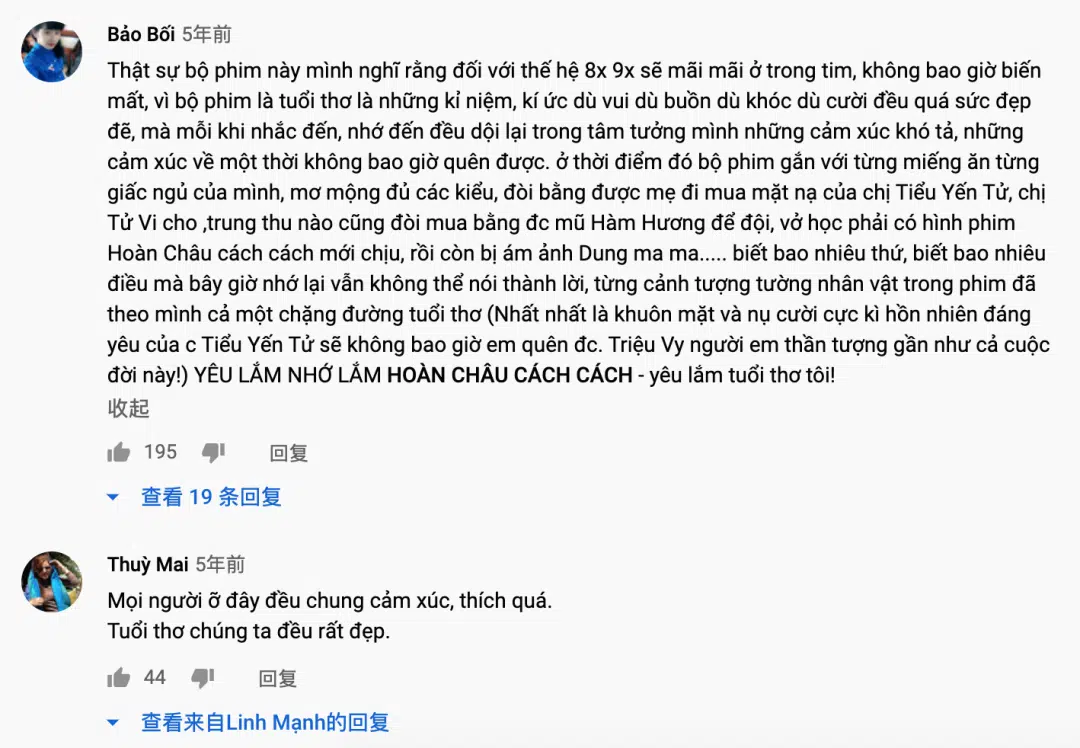 Bảo Bối 5年前
Thật sự bộ phim này mình nghĩ rằng đối với thế hệ 8x 9x sẽ mãi mãi ở trong tim, không bao giờ biến
mất, vì bộ phim là tuổi thơ là những kỉ niệm, kí ức dù vui dù buồn dù khóc dù cười đều quá sức đẹp
đẽ, mà mỗi khi nhắc đến, nhớ đến đều dội lại trong tâm tưởng mình những cảm xúc khó tả, những
cảm xúc về một thời không bao giờ quên được. ở thời điểm đó bộ phim gắn với từng miếng ăn từng
giấc ngủ của mình, mơ mộng đủ các kiểu, đòi bằng được mẹ đi mua mặt nạ của chị Tiểu Yến Tử, chị
Tử Vi cho ,trung thu nào cũng đòi mua bằng đc mũ Hàm Hương để đội, vở học phải có hình phim
Hoàn Châu cách cách mới chịu, rồi còn bị ám ảnh Dung ma ma..... biết bao nhiêu thứ, biết bao nhiêu
điều mà bây giờ nhớ lại vẫn không thể nói thành lời, từng cảnh tượng tường nhân vật trong phim đã
theo mình cả một chặng đường tuổi thơ (Nhất nhất là khuôn mặt và nụ cười cực kì hồn nhiên đáng
yêu của c Tiểu Yến Tử sẽ không bao giờ em quên đc. Triệu Vy người em thần tượng gần như cả cuộc
đời này!) YÊU LẮM NHỚ LẮM HOÀN CHÂU CÁCH CÁCH - yêu lắm tuổi thơ tôi!
收起
195 回复
查看 19 条回复
Thuỳ Mai 5年前
Mọi người ỡ đây đều chung cảm xúc, thích quá.
Tuổi thơ chúng ta đều rất đẹp.
44 回复
查看来自Linh Mạnh的回复